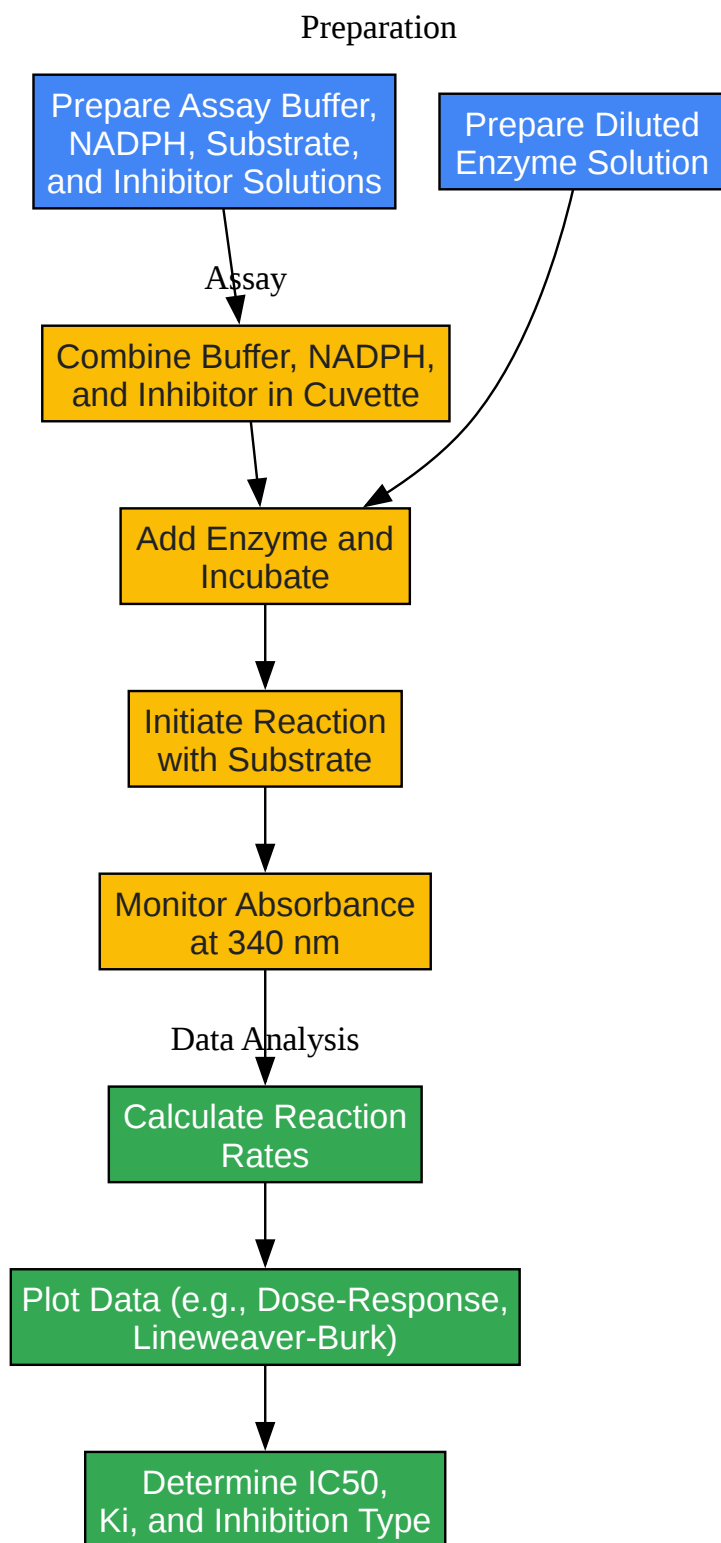 Preparation
Prepare Assay Buffer,
NADPH, Substrate,
and Inhibitor Solutions
Prepare Diluted
Enzyme Solution
Assay
Combine Buffer, NADPH,
and Inhibitor in Cuvette
Add Enzyme and
Incubate
Initiate Reaction
with Substrate
Monitor Absorbance
at 340 nm
Data Analysis
Calculate Reaction
Rates
Plot Data (e.g., Dose-Response,
Lineweaver-Burk)
Determine IC50,
Ki, and Inhibition Type